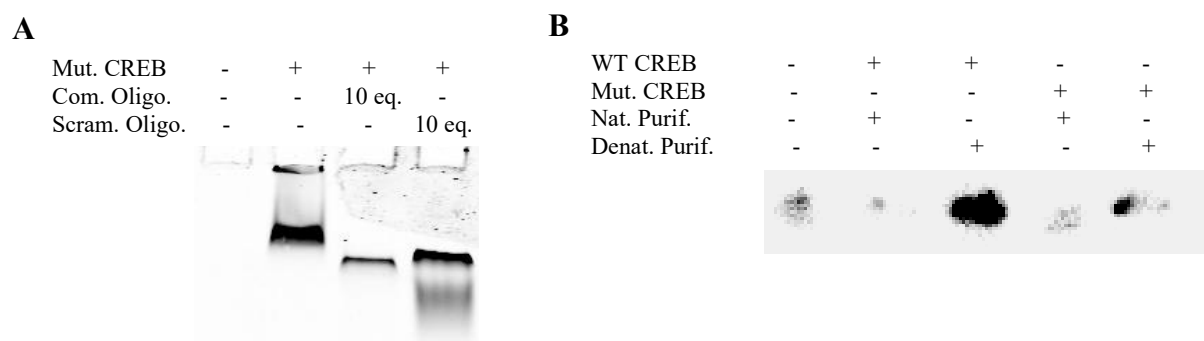 A
Mut. CREB - + + +
Com. Oligo. - - 10 eq. -
Scram. Oligo. - - - 10 eq.
B
WT CREB - + + - -
Mut. CREB - - - + +
Nat. Purif. - + - + -
Denat. Purif. - - + - +